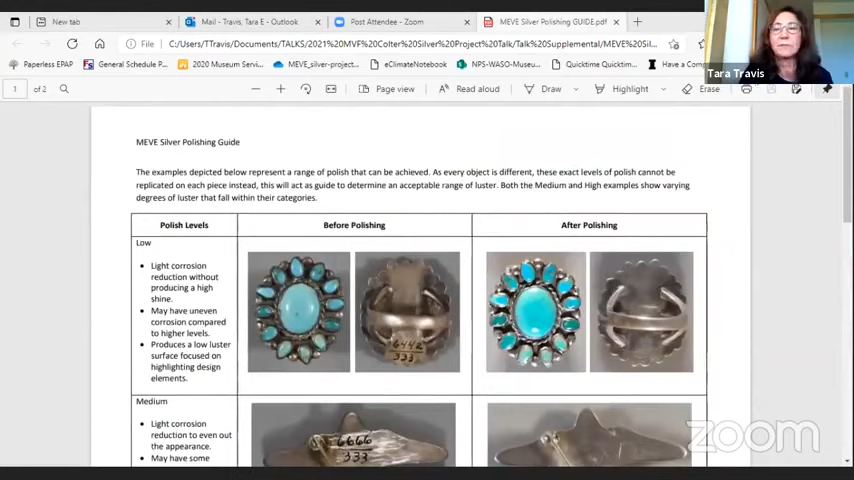 New tab
Mail - Travis, Tara E - Outlook
Post Attendee - Zoom
MEVE Silver Polishing GUIDE.pdf
File
C:/Users/TTravis/Documents/TALKS/2021%20MVF%20Colter%20Silver%20Project%20Talk/Talk%20Supplemental/MEVE%20Sil...
Paperless EPAP
General Schedule P...
2020 Museum Servi...
MEVE_silver-project...
eClimateNotebook
NPS-WASO-Museu...
Quicktime Quicktim...
Have a Comp
1 of 2
Page view
Read aloud
Draw
Highlight
Erase
Tara Travis
MEVE Silver Polishing Guide
The examples depicted below represent a range of polish that can be achieved. As every object is different, these exact levels of polish cannot be
replicated on each piece instead, this will act as guide to determine an acceptable range of luster. Both the Medium and High examples show varying
degrees of luster that fall within their categories.
Polish Levels
Before Polishing
After Polishing
Low
• Light corrosion
reduction without
producing a high
shine.
• May have uneven
corrosion compared
to higher levels.
• Produces a low luster
surface focused on
highlighting design
elements.
6442
333
Medium
• Light corrosion
reduction to even out
the appearance.
• May have some
6666
333
zoom